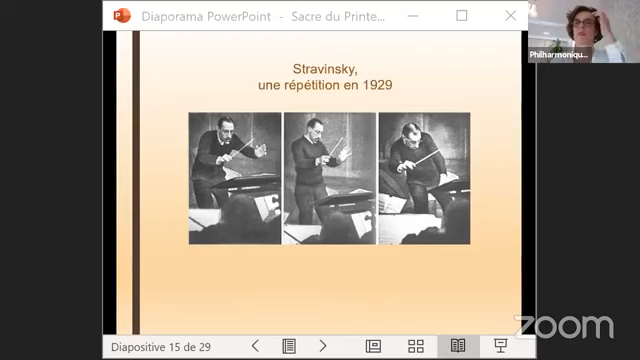 Diaporama PowerPoint - Sacre du Printe...
Philharmoniqu...
Stravinsky,
une répétition en 1929
Diapositive 15 de 29
zoom